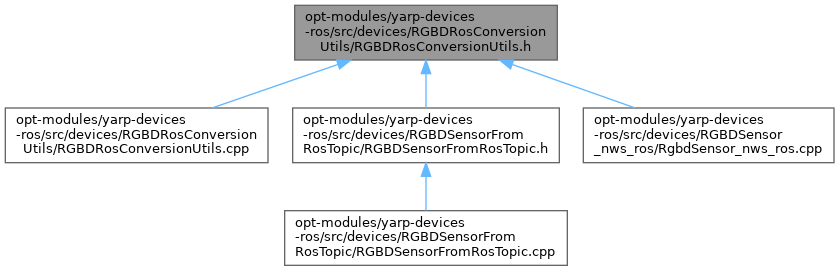 opt-modules/yarp-devices
-ros/src/devices/RGBDRosConversion
Utils/RGBDRosConversionUtils.h
opt-modules/yarp-devices
-ros/src/devices/RGBDRosConversion
Utils/RGBDRosConversionUtils.cpp
opt-modules/yarp-devices
-ros/src/devices/RGBDSensorFrom
RosTopic/RGBDSensorFromRosTopic.h
opt-modules/yarp-devices
-ros/src/devices/RGBDSensor
_nws_ros/RgbdSensor_nws_ros.cpp
opt-modules/yarp-devices
-ros/src/devices/RGBDSensorFrom
RosTopic/RGBDSensorFromRosTopic.cpp